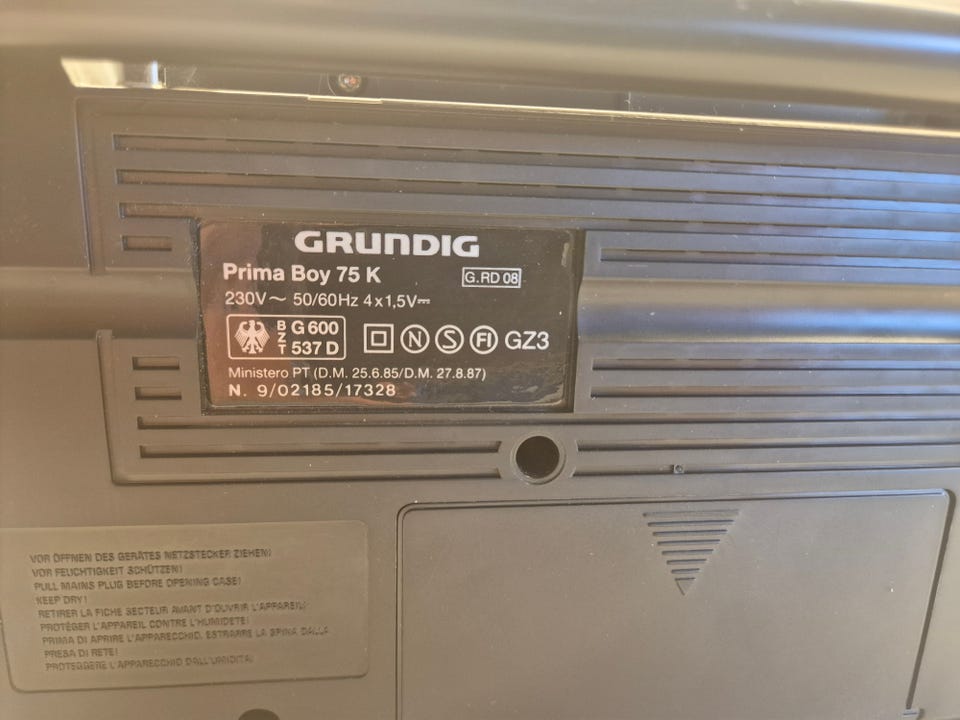 GRUNDIG
Prima Boy 75 K
G.RD 08
230V~ 50/60Hz 4x1,5V⎓
BZT G 600 537 D
N S FI GZ3
Ministero PT (D.M. 25.6.85/D.M. 27.8.87)
N. 9/02185/17328
VOR ÖFFNEN DES GERÄTES NETZSTECKER ZIEHEN!
VOR FEUCHTIGKEIT SCHÜTZEN!
PULL MAINS PLUG BEFORE OPENING CASE!
KEEP DRY!
RETIRER LA FICHE SECTEUR AVANT D'OUVRIR L'APPAREIL!
PROTÉGER L'APPAREIL CONTRE L'HUMIDETE!
PRIMA DI APRIRE L'APPARECCHIO, ESTRARRE LA SPINA DALLA
PRESA DI RETE!
PROTEGGERE L'APPARECCHIO DALL'UMIDITA!